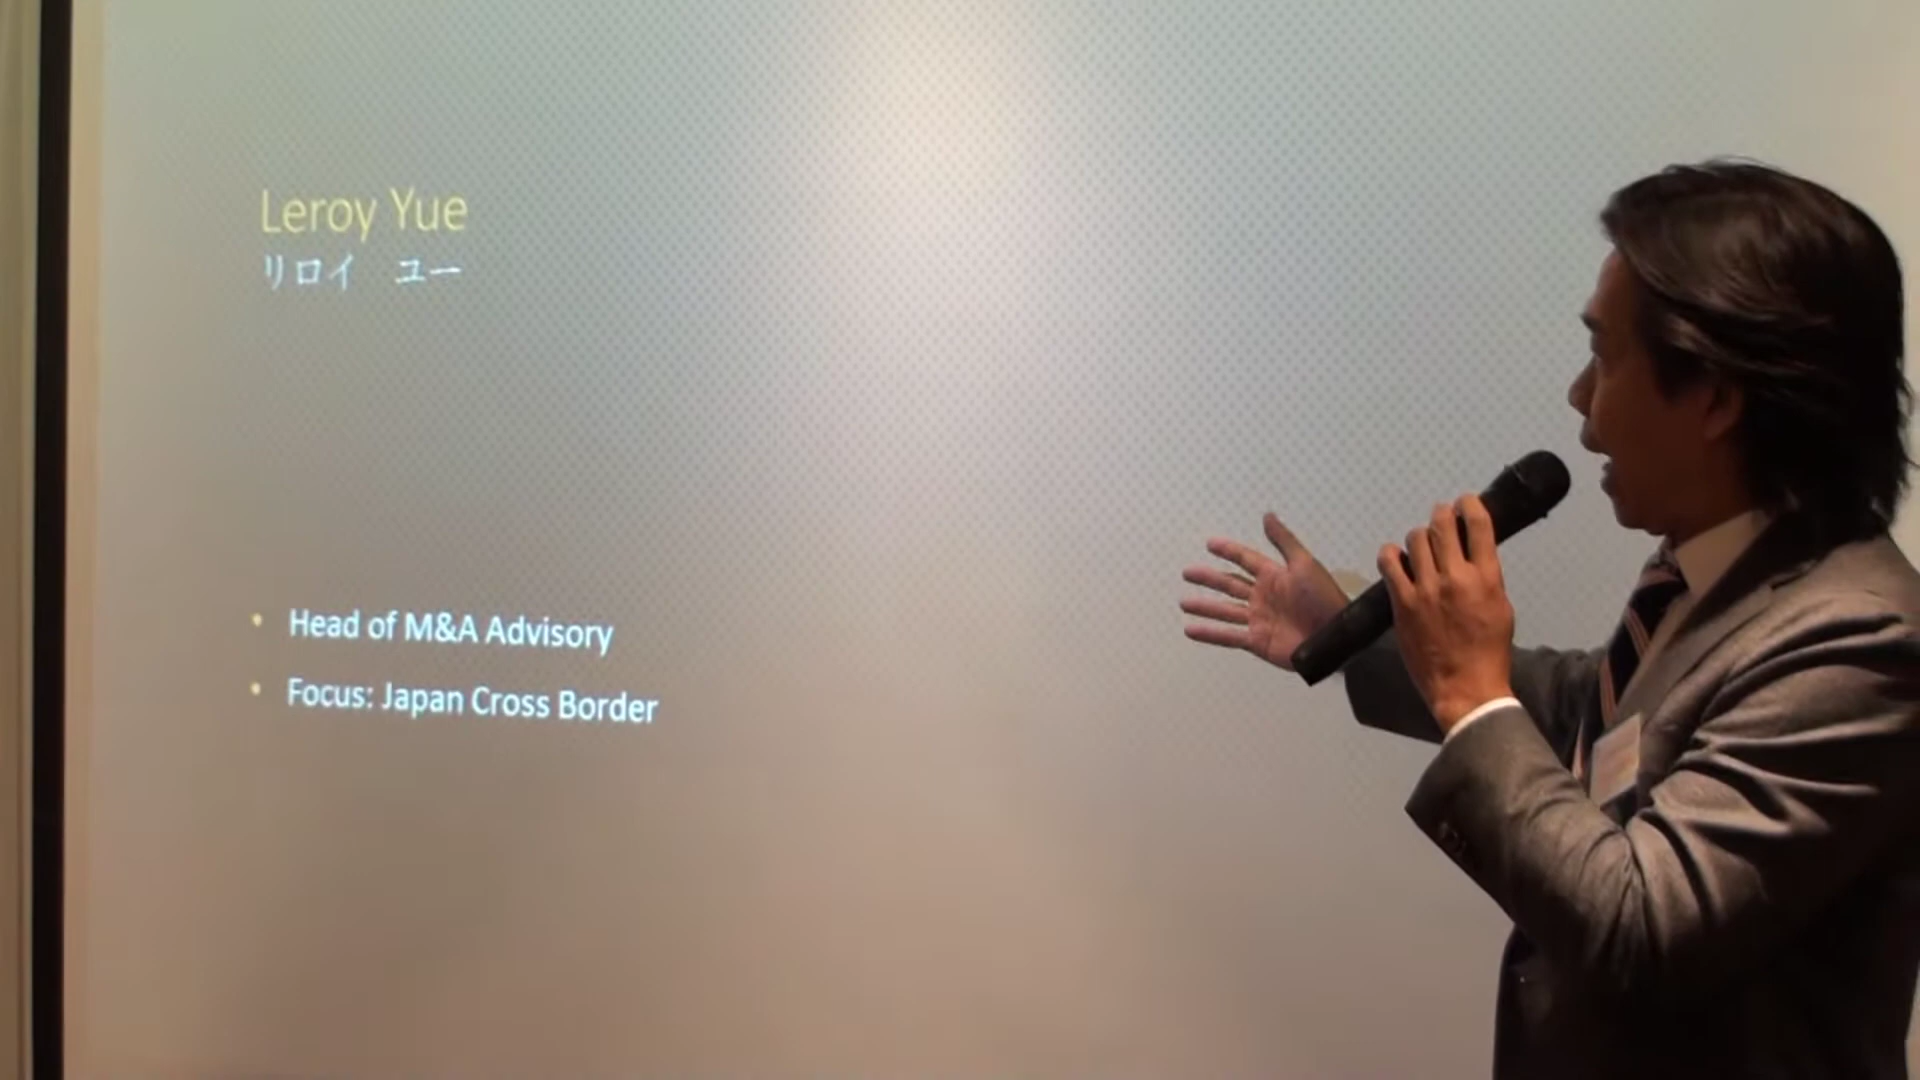 Leroy Yue
リロイ　ユー
• Head of M&A Advisory
• Focus: Japan Cross Border